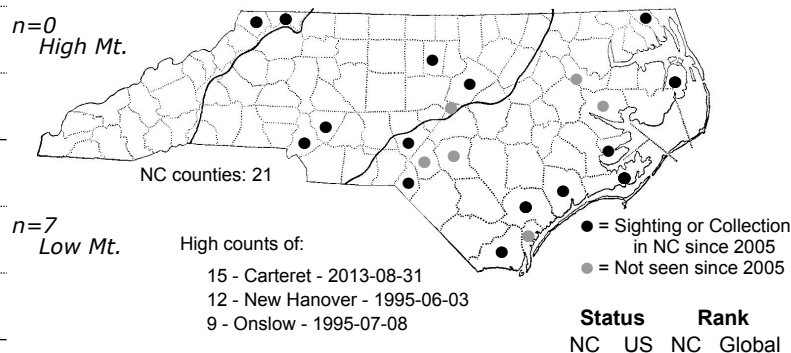 n=0
High Mt.
n=7
Low Mt.
NC counties: 21
High counts of:
15 - Carteret - 2013-08-31
12 - New Hanover - 1995-06-03
9 - Onslow - 1995-07-08
= Sighting or Collection
in NC since 2005
= Not seen since 2005
Status Rank
NC US NC Global